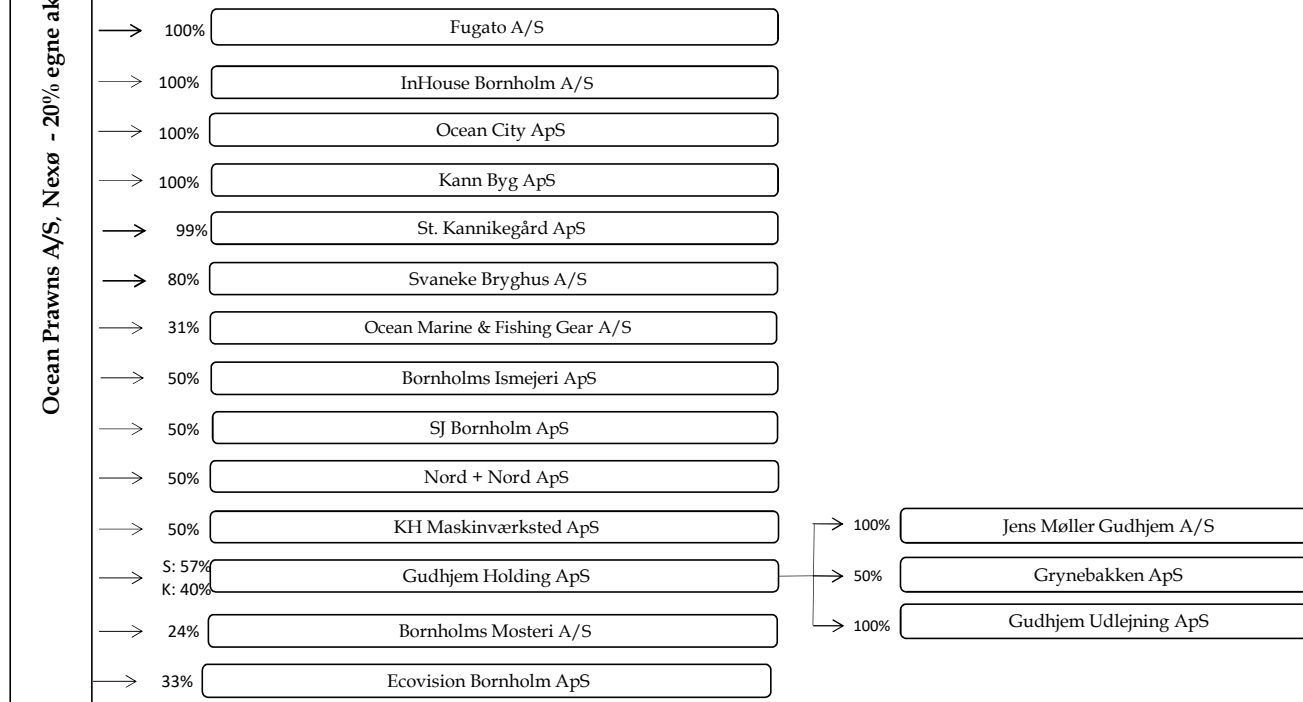 Ocean Prawns A/S, Nexø - 20% egne
100% Fugato A/S
100% InHouse Bornholm A/S
100% Ocean City ApS
100% Kann Byg ApS
99% St. Kannikegård ApS
80% Svaneke Bryghus A/S
31% Ocean Marine & Fishing Gear A/S
50% Bornholms Ismejeri ApS
50% SJ Bornholm ApS
50% Nord + Nord ApS
50% KH Maskinværksted ApS
S: 57%
K: 40%
Gudhjem Holding ApS
100% Jens Møller Gudhjem A/S
50% Grynebakken ApS
100% Gudhjem Udlejning ApS
24% Bornholms Mosteri A/S
33% Ecovision Bornholm ApS